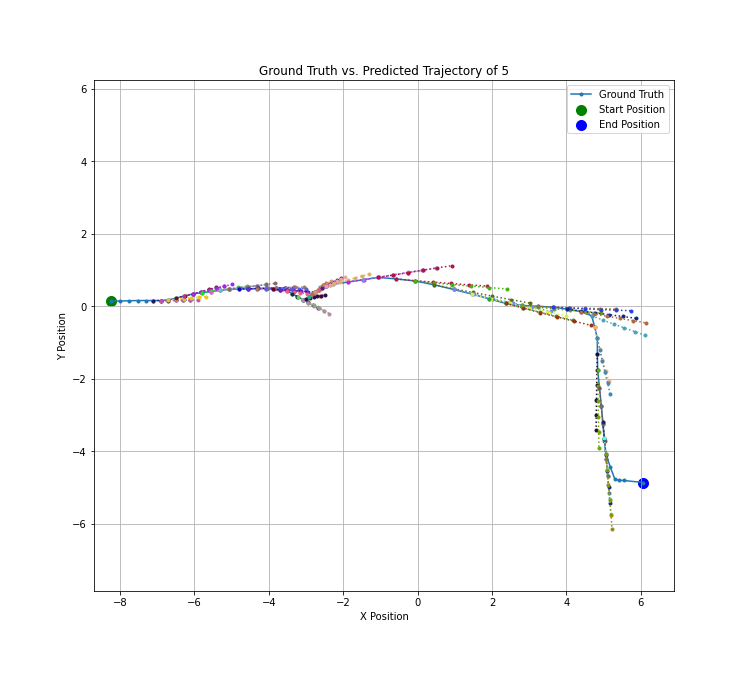 Ground Truth vs. Predicted Trajectory of 5
Ground Truth
Start Position
End Position
6
4
2
0
−2
−4
−6
Y Position
−8 −6 −4 −2 0 2 4 6
X Position